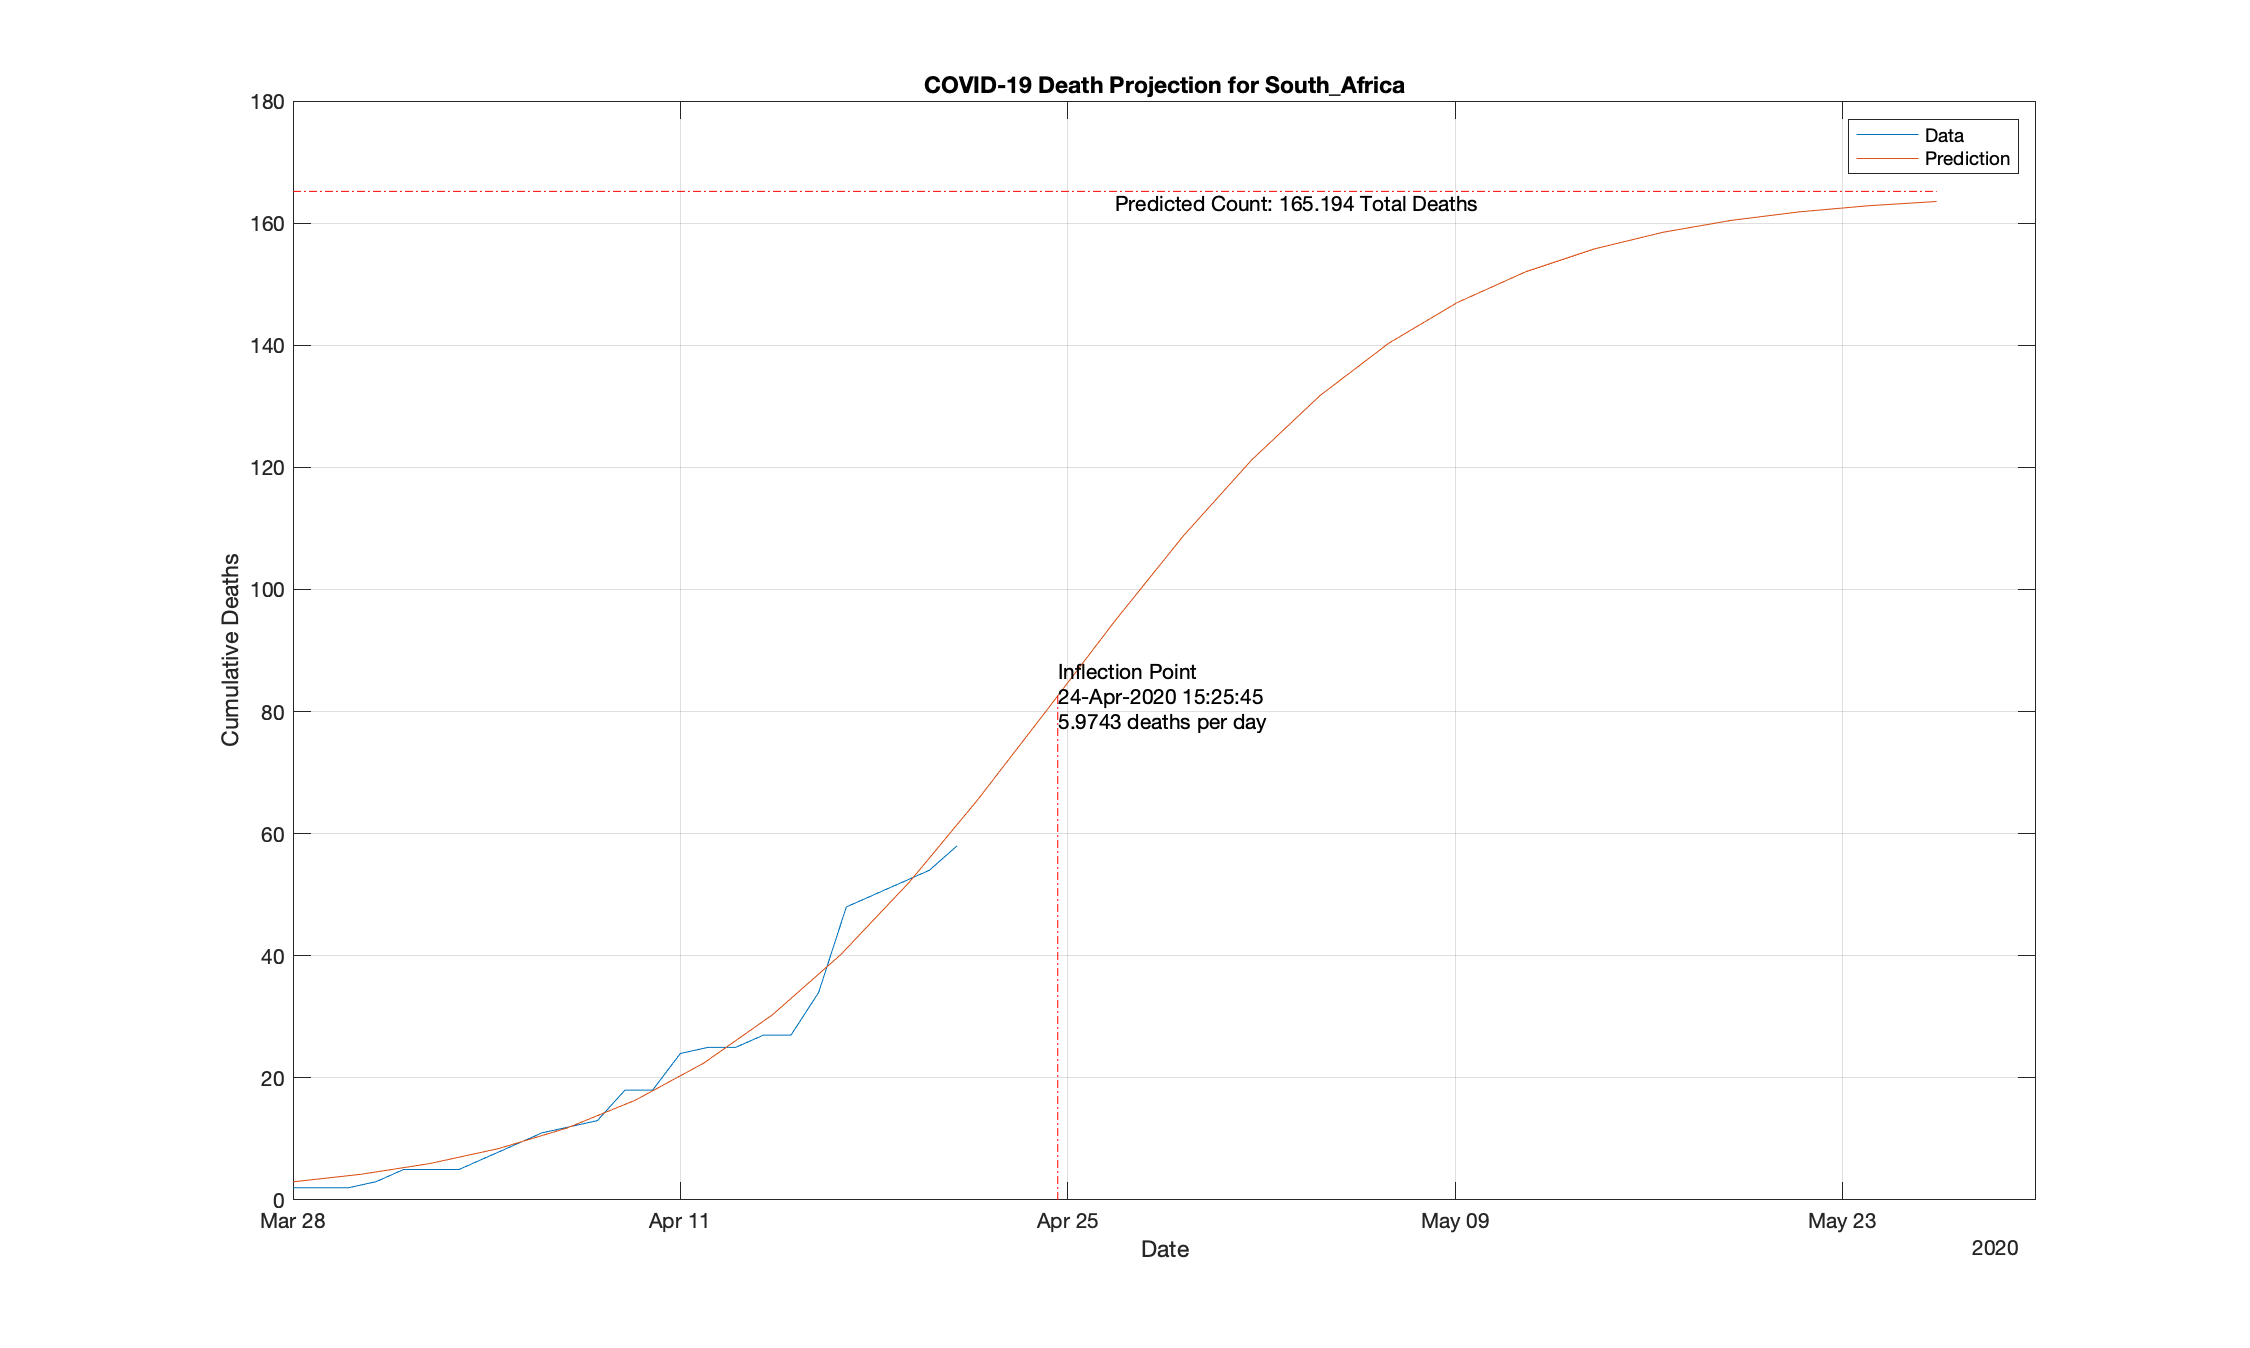 COVID-19 Death Projection for South_Africa
180
160
140
120
100
80
60
40
20
0
Cumulative Deaths
Data
Prediction
Predicted Count: 165.194 Total Deaths
Inflection Point
24-Apr-2020 15:25:45
5.9743 deaths per day
Mar 28
Apr 11
Apr 25
May 09
May 23
Date
2020